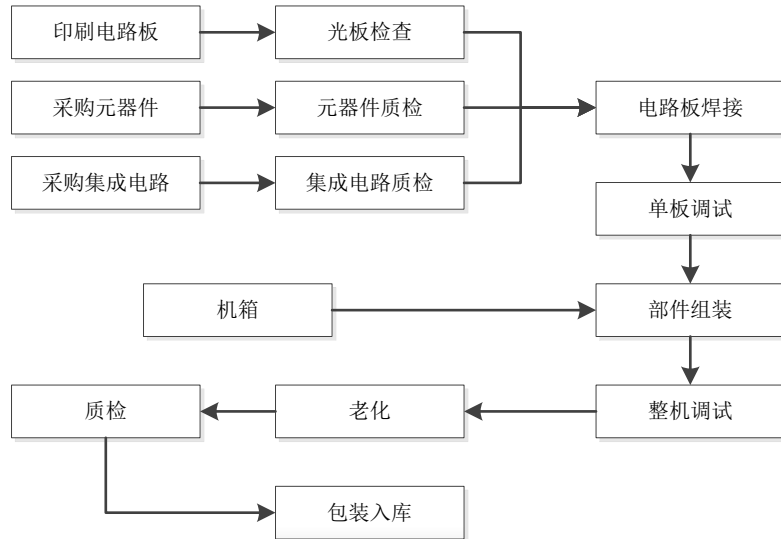 印刷电路板
光板检查
采购元器件
元器件质检
电路板焊接
采购集成电路
集成电路质检
单板调试
机箱
部件组装
质检
老化
整机调试
包装入库